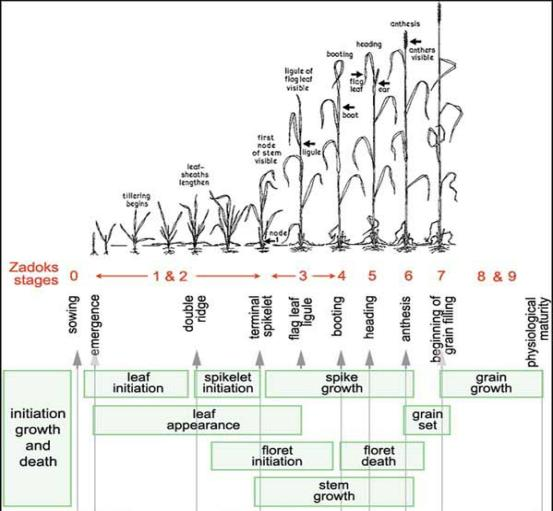 anthesis
anthers
visible
heading
booting
flag
leaf
ear
ligule of
flag leaf
visible
boot
first
node
of stem
visible
ligule
leaf-
sheaths
lengthen
tillering
begins
node
1
Zadoks
stages
0
1 & 2
3
4
5
6
7
8 & 9
sowing
emergence
double
ridge
terminal
spikelet
flag leaf
ligule
booting
heading
anthesis
beginning of
grain filling
physiological
maturity
initiation
growth
and
death
leaf
initiation
spikelet
initiation
spike
growth
grain
growth
leaf
appearance
grain
set
floret
initiation
floret
death
stem
growth